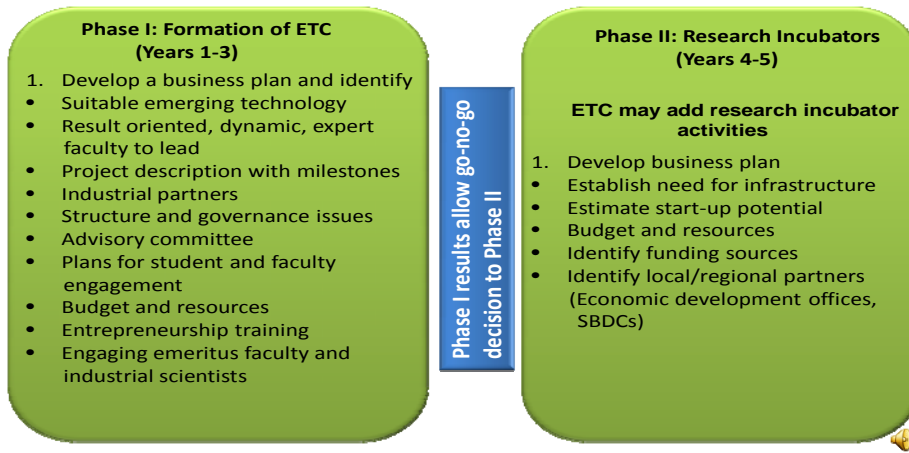 Phase I: Formation of ETC
(Years 1-3)
1. Develop a business plan and identify
• Suitable emerging technology
• Result oriented, dynamic, expert
faculty to lead
• Project description with milestones
• Industrial partners
• Structure and governance issues
• Advisory committee
• Plans for student and faculty
engagement
• Budget and resources
• Entrepreneurship training
• Engaging emeritus faculty and
industrial scientists
Phase I results allow go-no-go
decision to Phase II
Phase II: Research Incubators
(Years 4-5)
ETC may add research incubator
activities
1. Develop business plan
• Establish need for infrastructure
• Estimate start-up potential
• Budget and resources
• Identify funding sources
• Identify local/regional partners
(Economic development offices,
SBDCs)